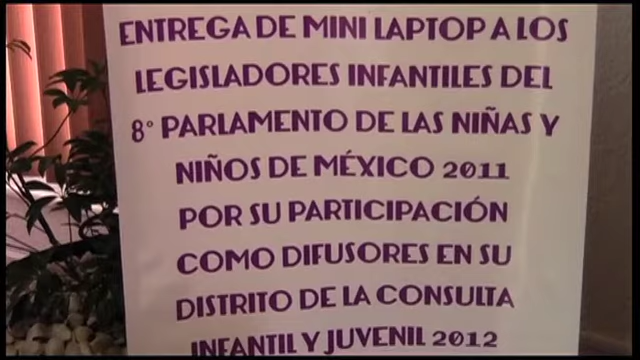 ENTREGA DE MINI LAPTOP A LOS
LEGISLADORES INFANTILES DEL
8° PARLAMENTO DE LAS NIÑAS Y
NIÑOS DE MÉXICO 2011
POR SU PARTICIPACIÓN
COMO DIFUSORES EN SU
DISTRITO DE LA CONSULTA
INFANTIL Y JUVENIL 2012